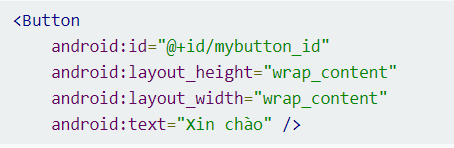 <Button
android:id="@+id/mybutton_id"
android:layout_height="wrap_content"
android:layout_width="wrap_content"
android:text="Xin chào" />